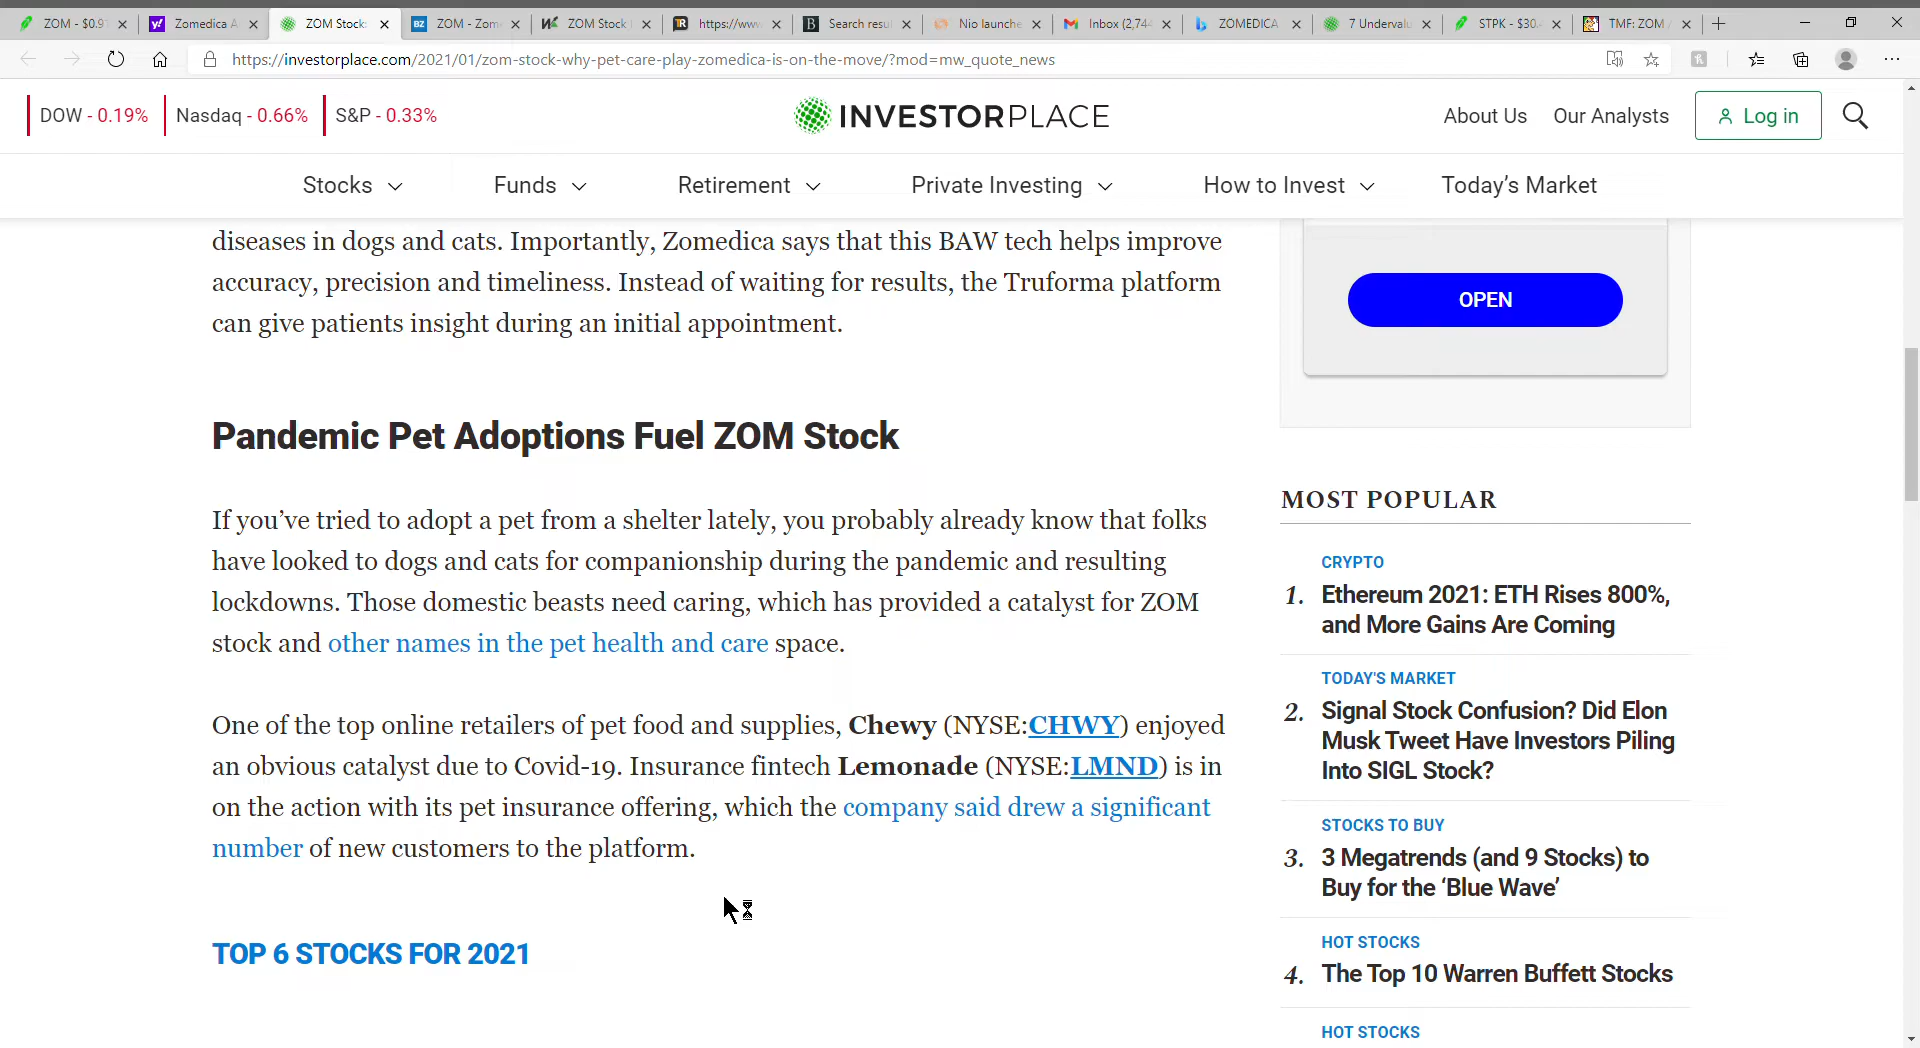 ZOM - $0.9
Zomedica A
ZOM Stock:
ZOM - Zom
ZOM Stock
https://www
Search resu
Nio launche
Inbox (2,74
ZOMEDICA
7 Underval
STPK - $30.
TMF: ZOM
https://investorplace.com/2021/01/zom-stock-why-pet-care-play-zomedica-is-on-the-move/?mod=mw_quote_news
DOW - 0.19%
Nasdaq - 0.66%
S&P - 0.33%
INVESTORPLACE
About Us
Our Analysts
Log in
Stocks
Funds
Retirement
Private Investing
How to Invest
Today’s Market
diseases in dogs and cats. Importantly, Zomedica says that this BAW tech helps improve
accuracy, precision and timeliness. Instead of waiting for results, the Truforma platform
can give patients insight during an initial appointment.
Pandemic Pet Adoptions Fuel ZOM Stock
If you’ve tried to adopt a pet from a shelter lately, you probably already know that folks
have looked to dogs and cats for companionship during the pandemic and resulting
lockdowns. Those domestic beasts need caring, which has provided a catalyst for ZOM
stock and other names in the pet health and care space.
One of the top online retailers of pet food and supplies, Chewy (NYSE:CHWY) enjoyed
an obvious catalyst due to Covid-19. Insurance fintech Lemonade (NYSE:LMND) is in
on the action with its pet insurance offering, which the company said drew a significant
number of new customers to the platform.
TOP 6 STOCKS FOR 2021
OPEN
MOST POPULAR
CRYPTO
1. Ethereum 2021: ETH Rises 800%,
and More Gains Are Coming
TODAY'S MARKET
2. Signal Stock Confusion? Did Elon
Musk Tweet Have Investors Piling
Into SIGL Stock?
STOCKS TO BUY
3. 3 Megatrends (and 9 Stocks) to
Buy for the ‘Blue Wave’
HOT STOCKS
4. The Top 10 Warren Buffett Stocks
HOT STOCKS